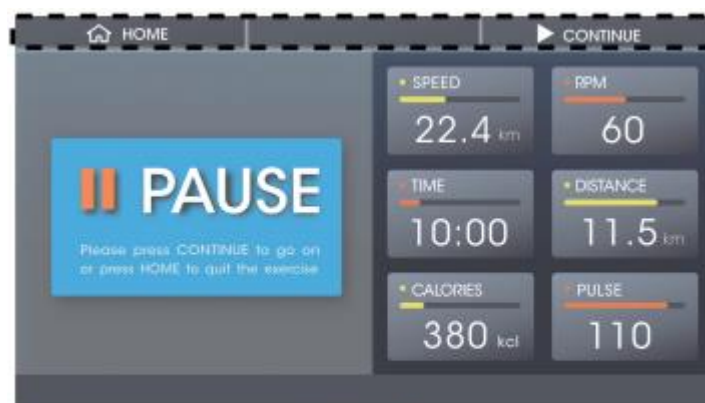 HOME
CONTINUE
PAUSE
Please press CONTINUE to go on
or press HOME to quit the exercise
SPEED
22.4 km
RPM
60
TIME
10:00
DISTANCE
11.5 km
CALORIES
380 kcl
PULSE
110